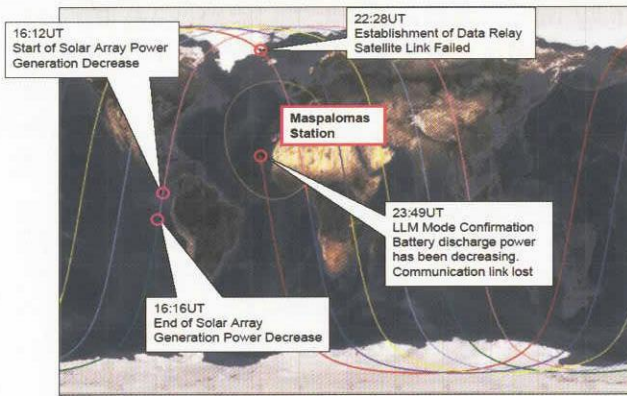 16:12UT
Start of Solar Array Power
Generation Decrease
22:28UT
Establishment of Data Relay
Satellite Link Failed
Maspalomas
Station
23:49UT
LLM Mode Confirmation
Battery discharge power
has been decreasing.
Communication link lost
16:16UT
End of Solar Array
Generation Power Decrease